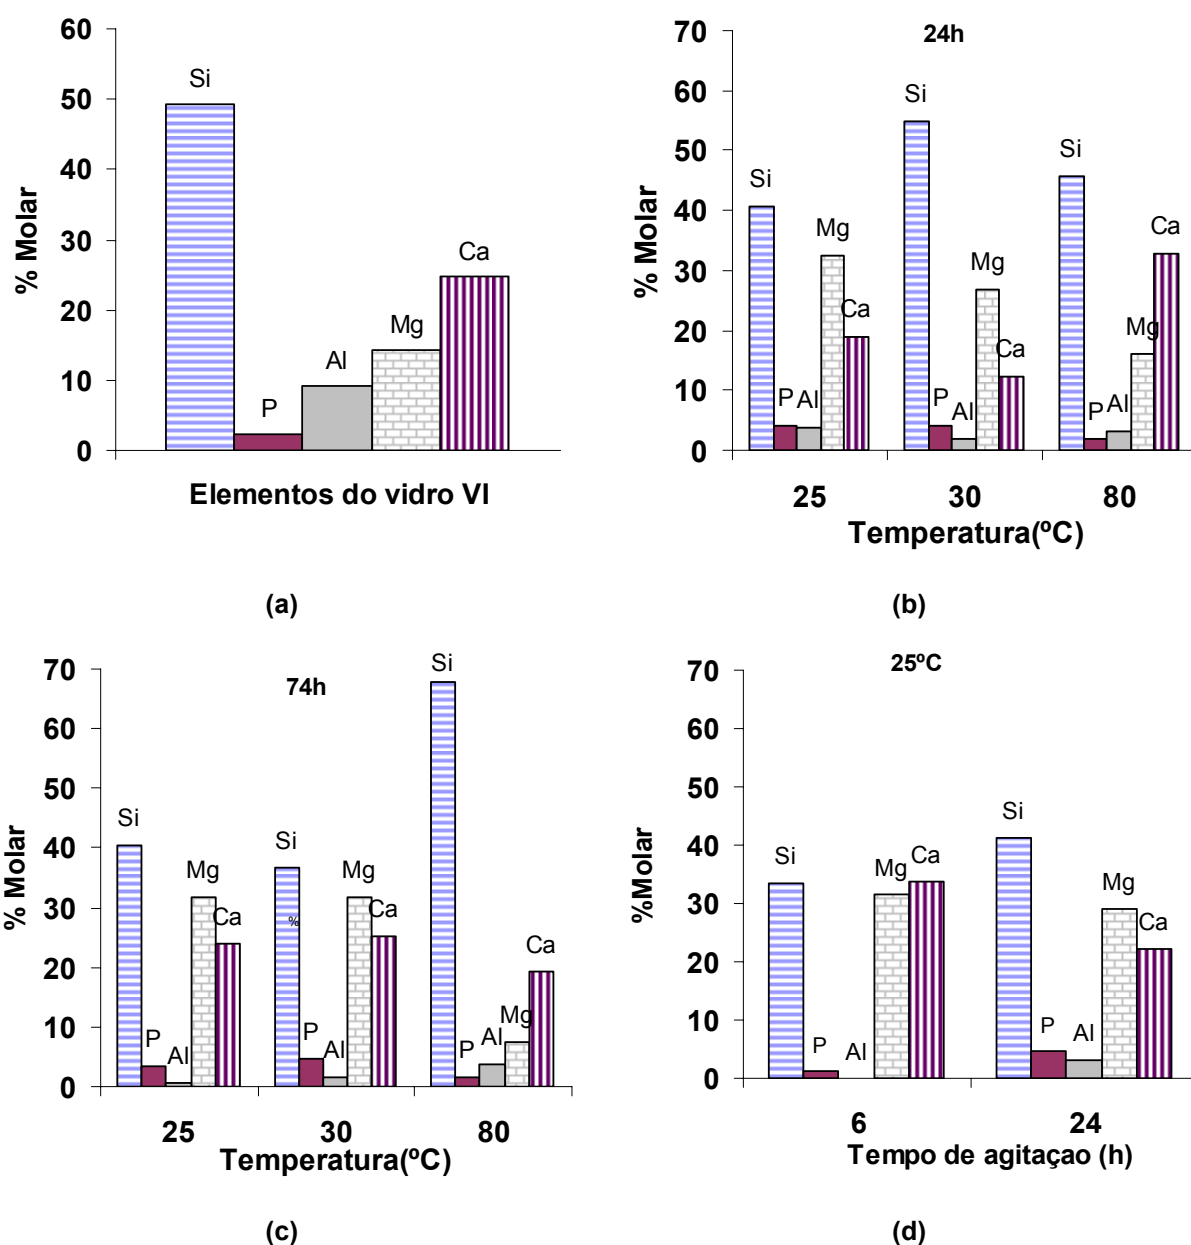 60
50
40
30
20
10
0
% Molar
Si
P
Al
Mg
Ca
Elementos do vidro VI
(a)
24h
70
60
50
40
30
20
10
0
% Molar
Si
P
Al
Mg
Ca
Si
P
Al
Mg
Ca
Si
P
Al
Mg
Ca
25 30 80
Temperatura(ºC)
(b)
74h
70
60
50
40
30
20
10
0
% Molar
Si
P
Al
Mg
Ca
Si
%
P
Al
Mg
Ca
Si
P
Al
Mg
Ca
25 30 80
Temperatura(ºC)
(c)
25ºC
70
60
50
40
30
20
10
0
%Molar
Si
P
Al
Mg
Ca
Si
P
Al
Mg
Ca
6 24
Tempo de agitaçao (h)
(d)